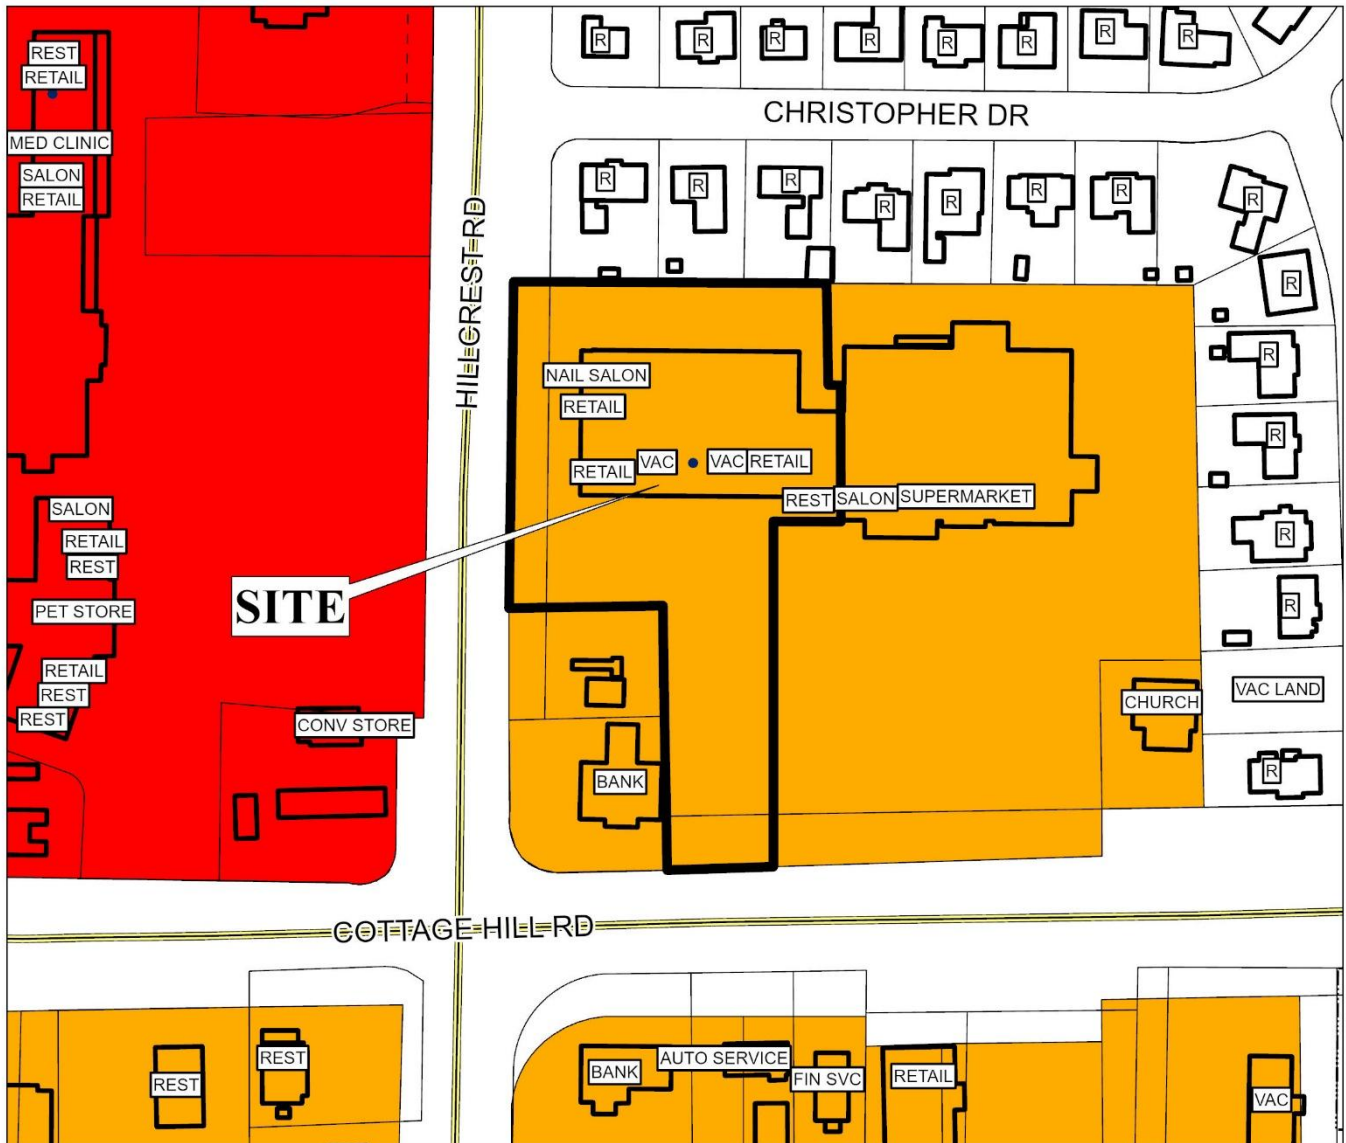 REST
RETAIL
MED CLINIC
SALON
RETAIL
R
R
R
R
R
R
R
R
CHRISTOPHER DR
R
R
R
R
R
R
R
R
R
HILLCREST RD
NAIL SALON
RETAIL
RETAIL
VAC
VAC
RETAIL
REST
SALON
SUPERMARKET
R
R
R
R
VAC LAND
CHURCH
R
SALON
RETAIL
REST
PET STORE
RETAIL
REST
REST
SITE
CONV STORE
BANK
COTTAGE HILL RD
REST
REST
BANK
AUTO SERVICE
FIN SVC
RETAIL
VAC